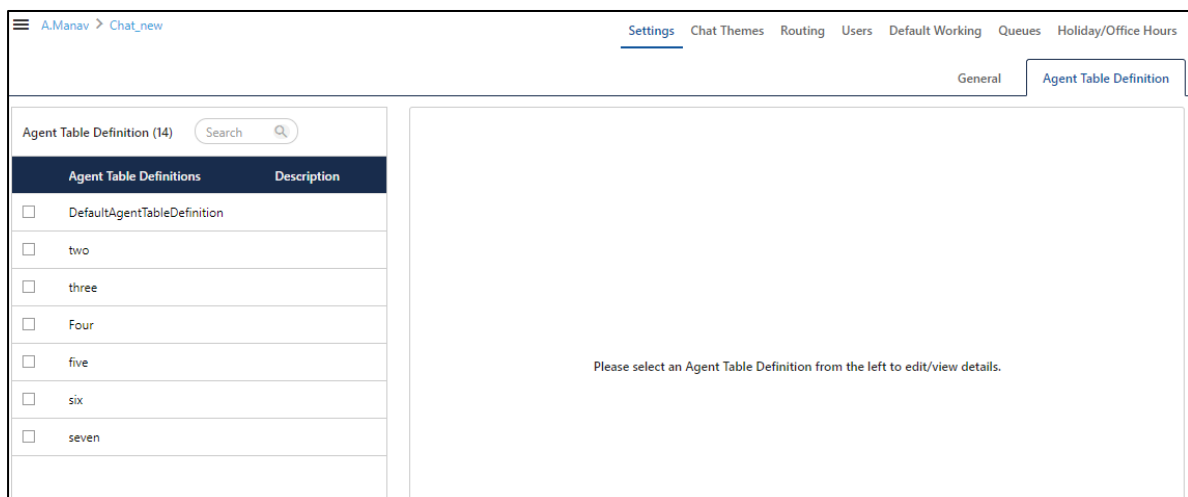 A.Manav > Chat_new
Settings Chat Themes Routing Users Default Working Queues Holiday/Office Hours
General Agent Table Definition
Agent Table Definition (14) Search
Agent Table Definitions Description
DefaultAgentTableDefinition
two
three
Four
five
six
seven
Please select an Agent Table Definition from the left to edit/view details.